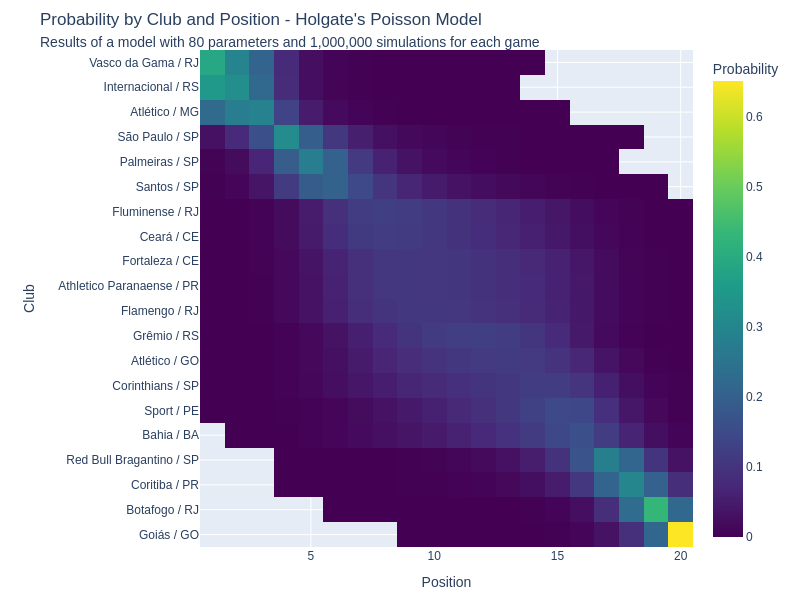 Probability by Club and Position - Holgate's Poisson Model
Results of a model with 80 parameters and 1,000,000 simulations for each game
Probability
Vasco da Gama / RJ
Internacional / RS
Atlético / MG
São Paulo / SP
Palmeiras / SP
Santos / SP
Fluminense / RJ
Ceará / CE
Fortaleza / CE
Athletico Paranaense / PR
Flamengo / RJ
Grêmio / RS
Atlético / GO
Corinthians / SP
Sport / PE
Bahia / BA
Red Bull Bragantino / SP
Coritiba / PR
Botafogo / RJ
Goiás / GO
Club
5
10
15
20
Position
0.6
0.5
0.4
0.3
0.2
0.1
0